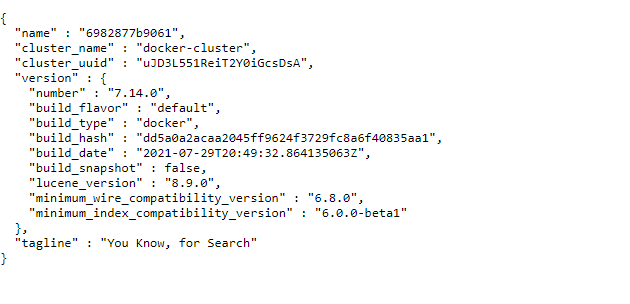 {
  "name" : "6982877b9061",
  "cluster_name" : "docker-cluster",
  "cluster_uuid" : "uJD3L551ReiT2Y0iGcsDsA",
  "version" : {
    "number" : "7.14.0",
    "build_flavor" : "default",
    "build_type" : "docker",
    "build_hash" : "dd5a0a2acaa2045ff9624f3729fc8a6f40835aa1",
    "build_date" : "2021-07-29T20:49:32.864135063Z",
    "build_snapshot" : false,
    "lucene_version" : "8.9.0",
    "minimum_wire_compatibility_version" : "6.8.0",
    "minimum_index_compatibility_version" : "6.0.0-beta1"
  },
  "tagline" : "You Know, for Search"
}